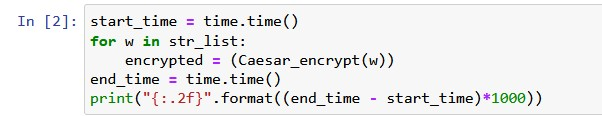 In [2]: start_time = time.time()
for w in str_list:
    encrypted = (Caesar_encrypt(w))
end_time = time.time()
print("{:.2f}".format((end_time - start_time)*1000))